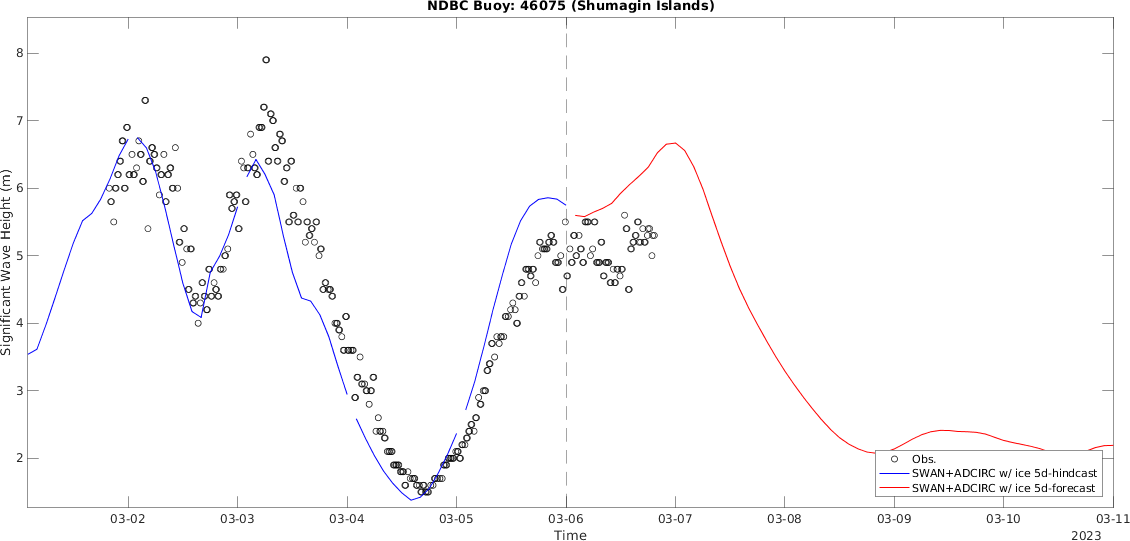 NDBC Buoy: 46075 (Shumagin Islands)
Significant Wave Height (m)
8
7
6
5
4
3
2
Obs.
SWAN+ADCIRC w/ ice 5d-hindcast
SWAN+ADCIRC w/ ice 5d-forecast
03-02 03-03 03-04 03-05 03-06 03-07 03-08 03-09 03-10 03-11
Time
2023